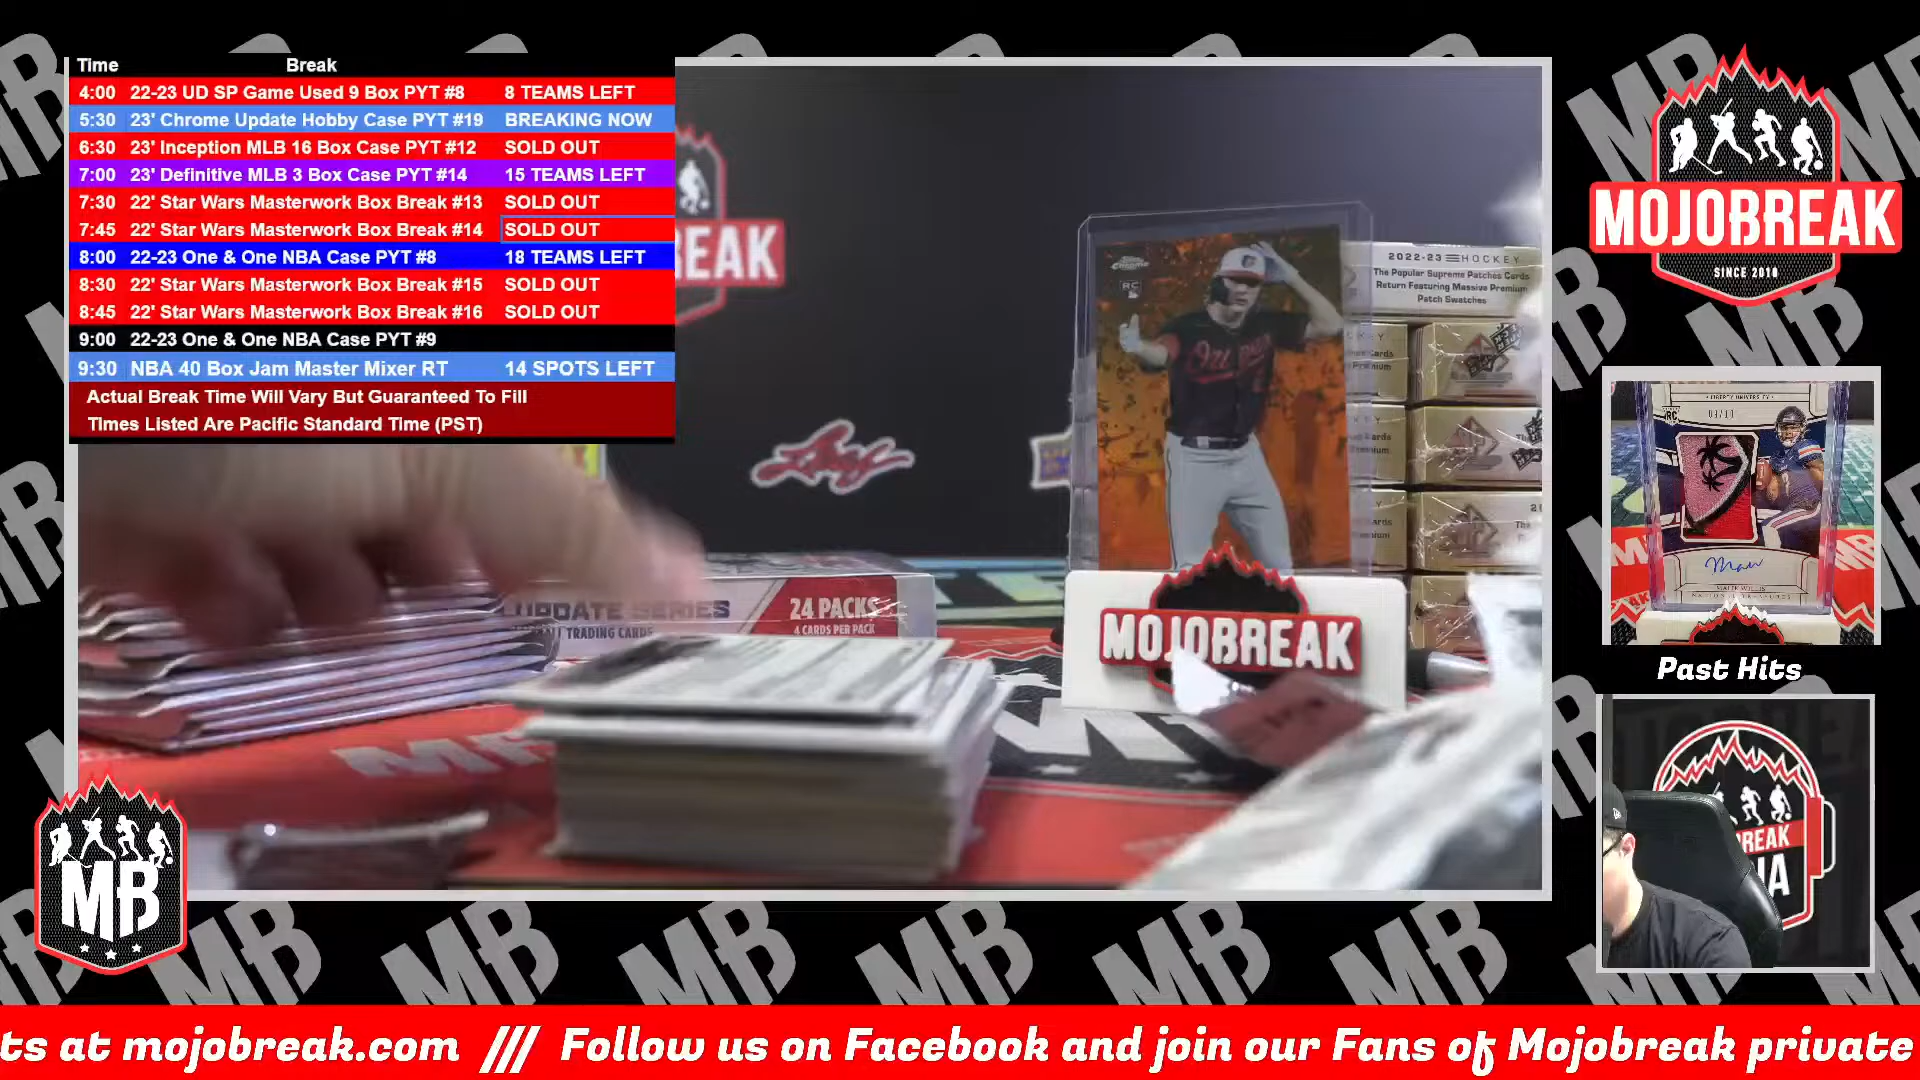 Time Break
4:00 22-23 UD SP Game Used 9 Box PYT #8 8 TEAMS LEFT
5:30 23' Chrome Update Hobby Case PYT #19 BREAKING NOW
6:30 23' Inception MLB 16 Box Case PYT #12 SOLD OUT
7:00 23' Definitive MLB 3 Box Case PYT #14 15 TEAMS LEFT
7:30 22' Star Wars Masterwork Box Break #13 SOLD OUT
7:45 22' Star Wars Masterwork Box Break #14 SOLD OUT
8:00 22-23 One & One NBA Case PYT #8 18 TEAMS LEFT
8:30 22' Star Wars Masterwork Box Break #15 SOLD OUT
8:45 22' Star Wars Masterwork Box Break #16 SOLD OUT
9:00 22-23 One & One NBA Case PYT #9
9:30 NBA 40 Box Jam Master Mixer RT 14 SPOTS LEFT
Actual Break Time Will Vary But Guaranteed To Fill
Times Listed Are Pacific Standard Time (PST)
EAK
Leaf
Topps Chrome
RC
2022-23 HOCKEY
The Popular Supreme Patches Cards
Return Featuring Massive Premium
Patch Swatches
UPDATE SERIES
24 PACKS
4 CARDS PER PACK
TRADING CARDS
MOJOBREAK
MB
MOJOBREAK
SINCE 2010
LIBERTY UNIVERSITY
RC
Past Hits
BREAK
ts at mojobreak.com /// Follow us on Facebook and join our Fans of Mojobreak private